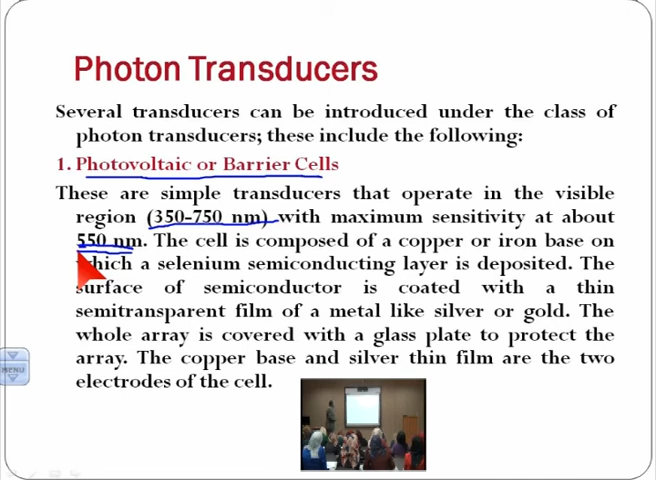 Photon Transducers
Several transducers can be introduced under the class of
photon transducers; these include the following:
1. Photovoltaic or Barrier Cells
These are simple transducers that operate in the visible
region (350-750 nm) with maximum sensitivity at about
550 nm. The cell is composed of a copper or iron base on
which a selenium semiconducting layer is deposited. The
surface of semiconductor is coated with a thin
semitransparent film of a metal like silver or gold. The
whole array is covered with a glass plate to protect the
array. The copper base and silver thin film are the two
electrodes of the cell.
MENU